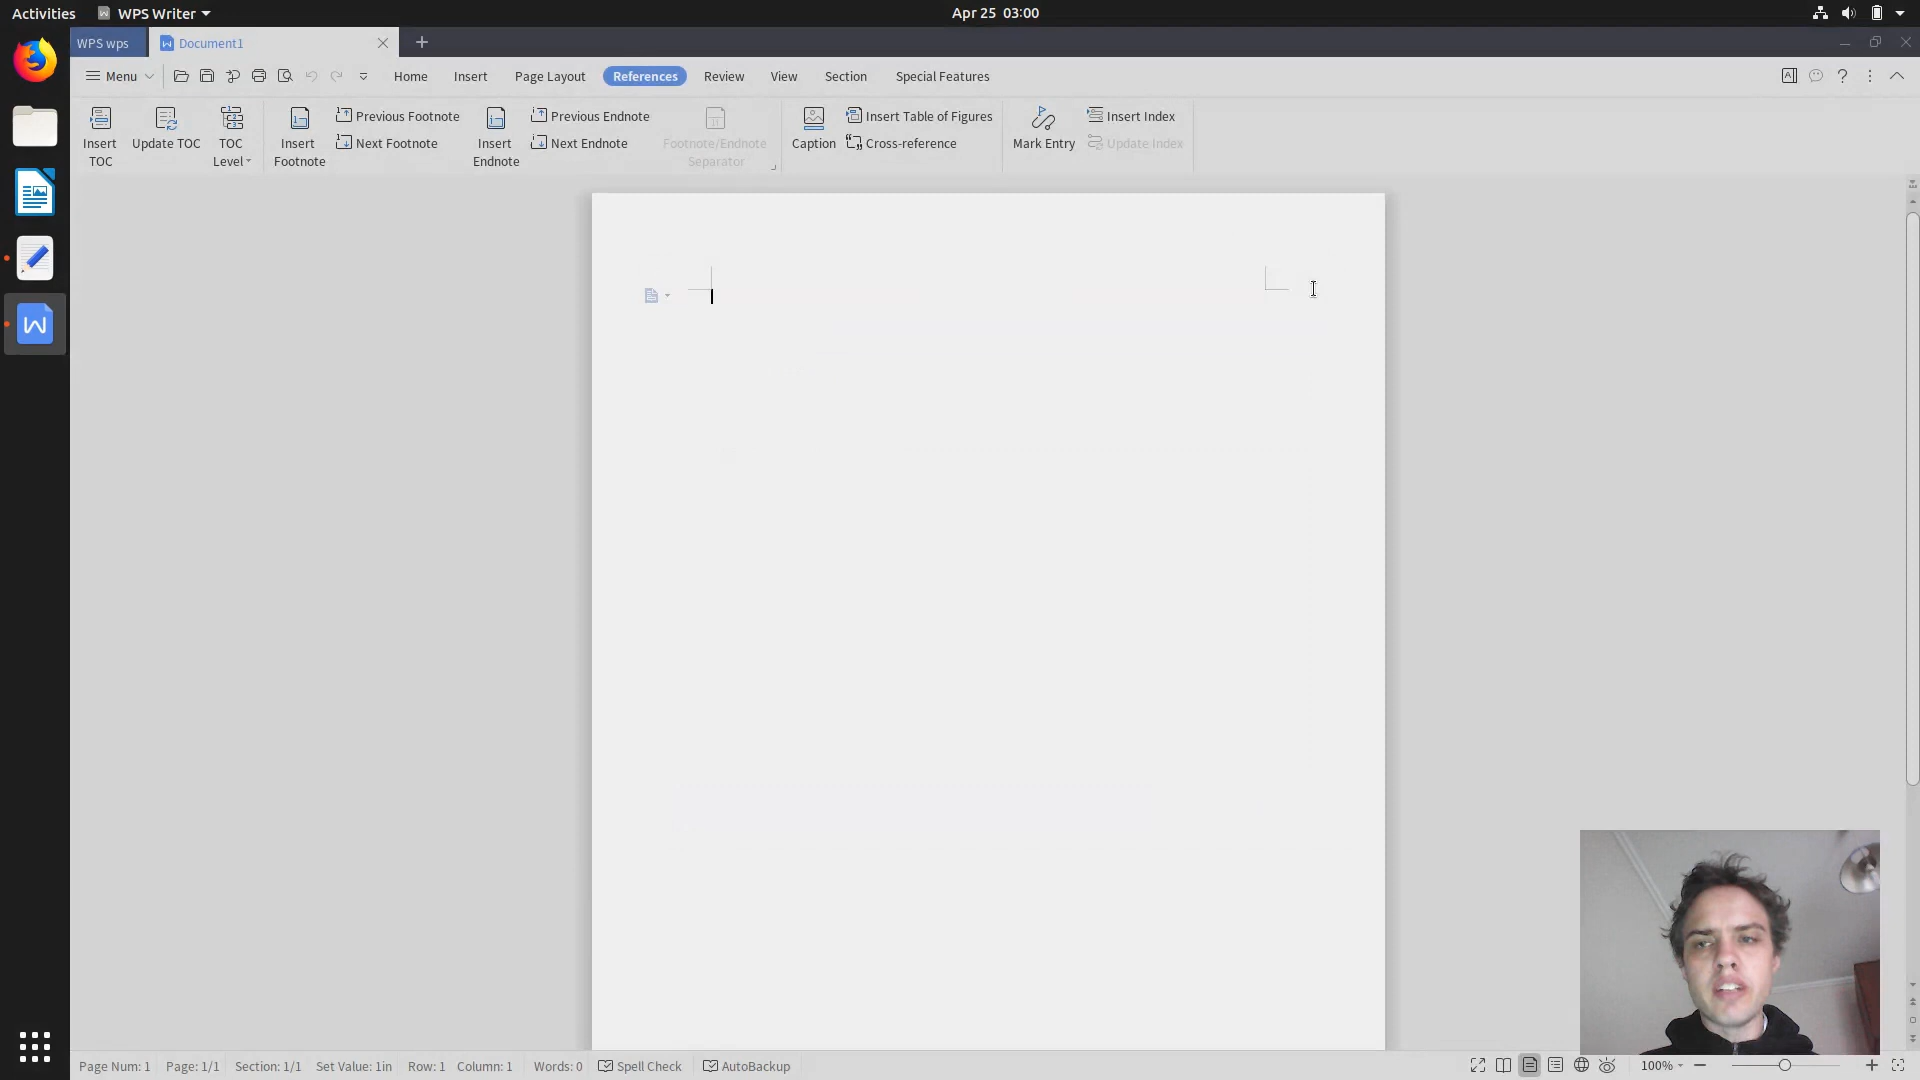 Activities WPS Writer Apr 25 03:00
WPS wps Document1
Menu Home Insert Page Layout References Review View Section Special Features
Insert TOC
Update TOC
TOC Level
Insert Footnote
Previous Footnote
Next Footnote
Insert Endnote
Previous Endnote
Next Endnote
Footnote/Endnote Separator
Caption
Insert Table of Figures
Cross-reference
Mark Entry
Insert Index
Update Index
Page Num: 1 Page: 1/1 Section: 1/1 Set Value: 1in Row: 1 Column: 1 Words: 0 Spell Check AutoBackup 100%